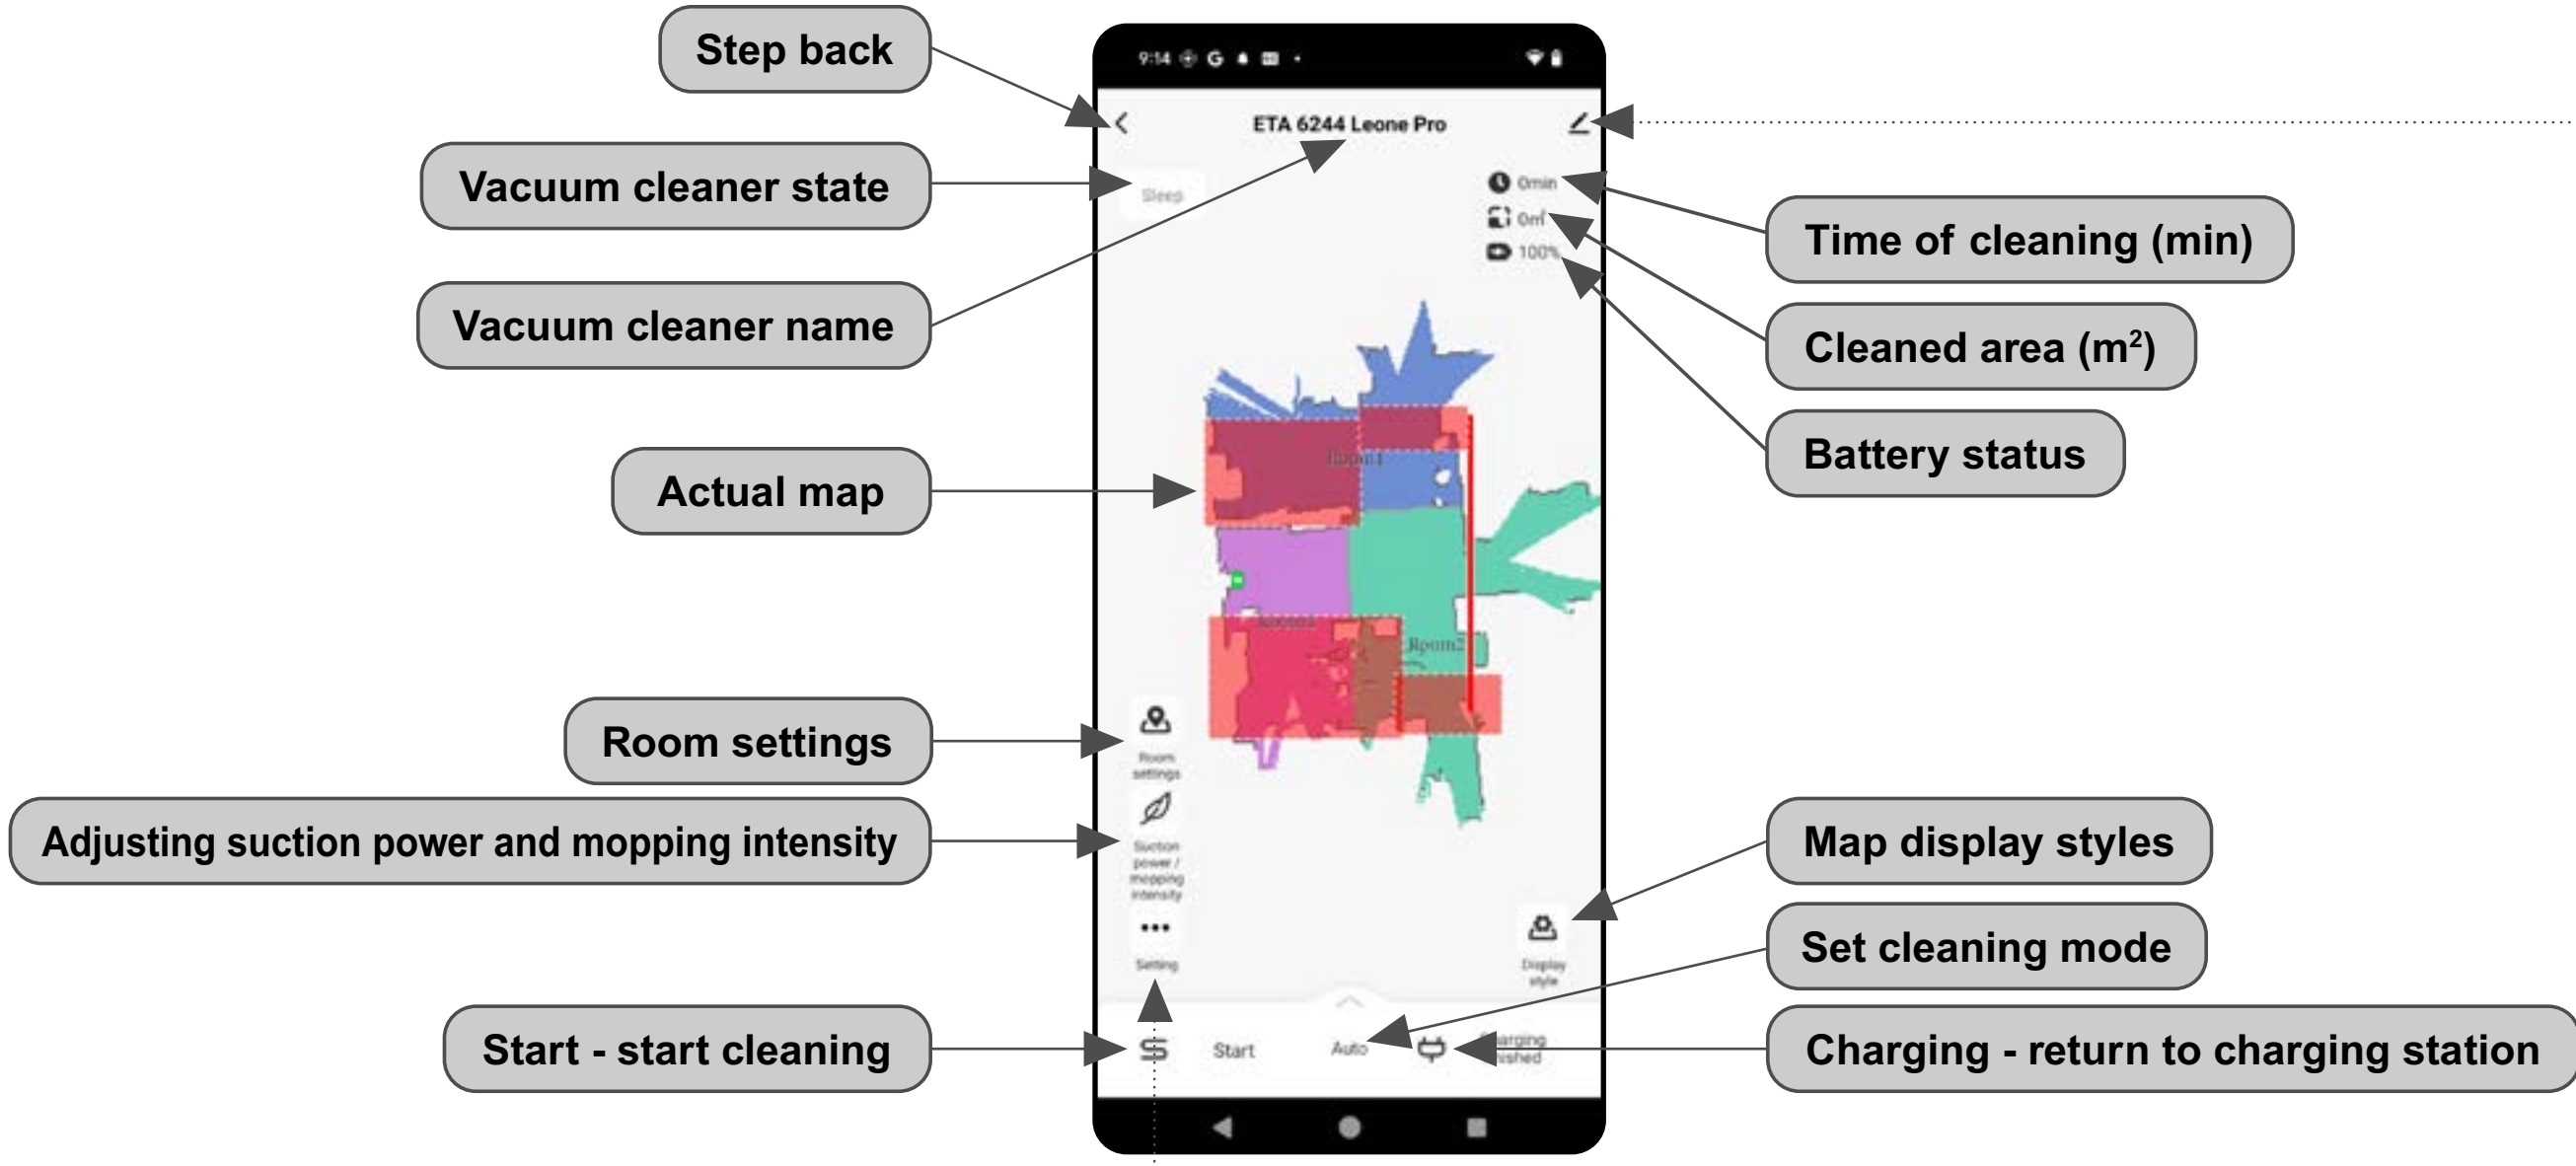 Step back
9:14
ETA 6244 Leone Pro
Vacuum cleaner state
Sleep
0min
Time of cleaning (min)
0m²
100%
Vacuum cleaner name
Cleaned area (m²)
Battery status
Room1
Actual map
Room2
Room settings
Room
settings
Adjusting suction power and mopping intensity
Suction
power /
mopping
intensity
Map display styles
Setting
Display
style
Set cleaning mode
Start - start cleaning
Start
Auto
Charging - return to charging station